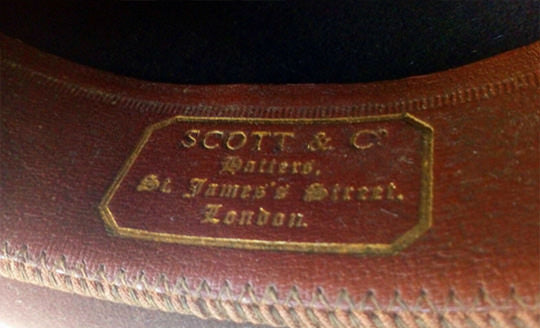 SCOTT & Cº
Hatters,
St. James's Street,
London.